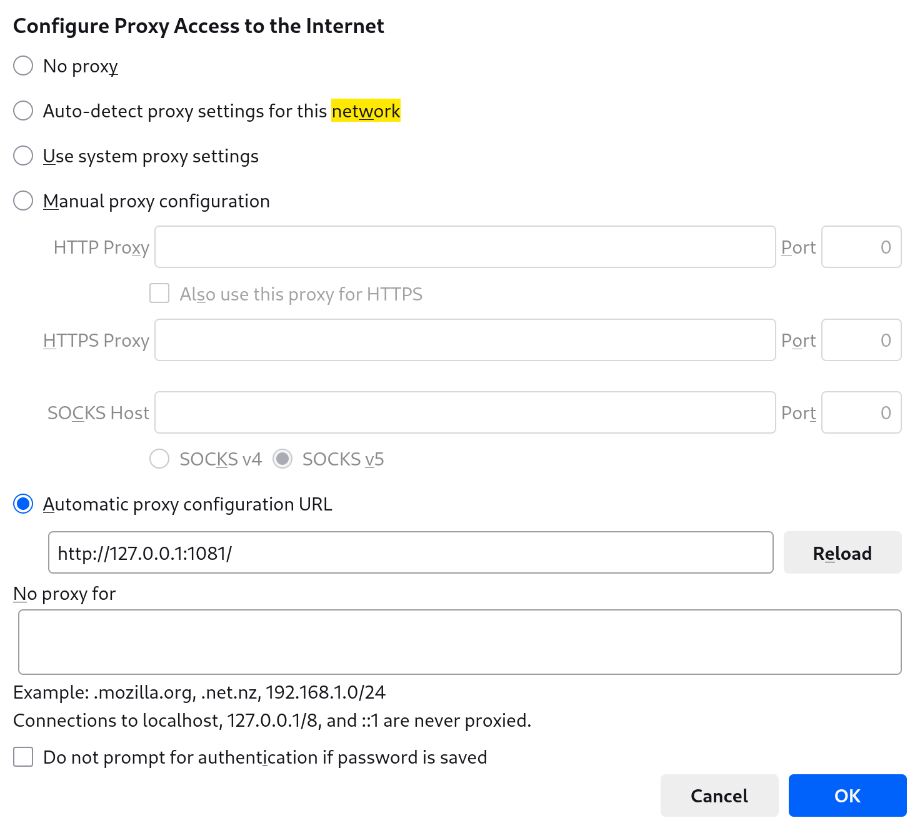 Configure Proxy Access to the Internet
No proxy
Auto-detect proxy settings for this network
Use system proxy settings
Manual proxy configuration
HTTP Proxy Port 0
Also use this proxy for HTTPS
HTTPS Proxy Port 0
SOCKS Host Port 0
SOCKS v4 SOCKS v5
Automatic proxy configuration URL
http://127.0.0.1:1081/ Reload
No proxy for
Example: .mozilla.org, .net.nz, 192.168.1.0/24
Connections to localhost, 127.0.0.1/8, and ::1 are never proxied.
Do not prompt for authentication if password is saved
Cancel OK